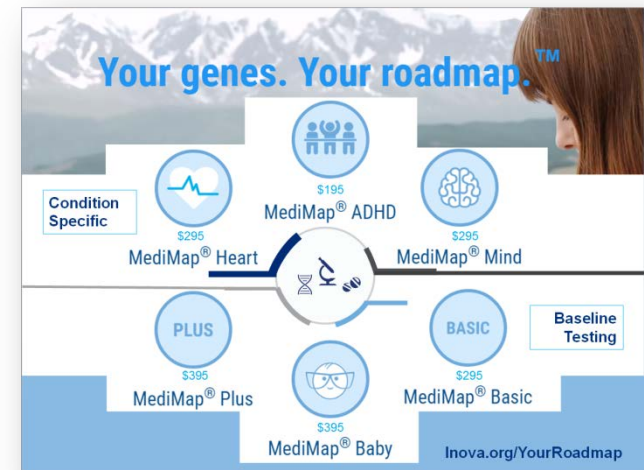 Your genes. Your roadmap.™
$195
MediMap® ADHD
Condition
Specific
$295
MediMap® Heart
$295
MediMap® Mind
PLUS
$395
MediMap® Plus
$395
MediMap® Baby
BASIC
$295
MediMap® Basic
Baseline
Testing
Inova.org/YourRoadmap